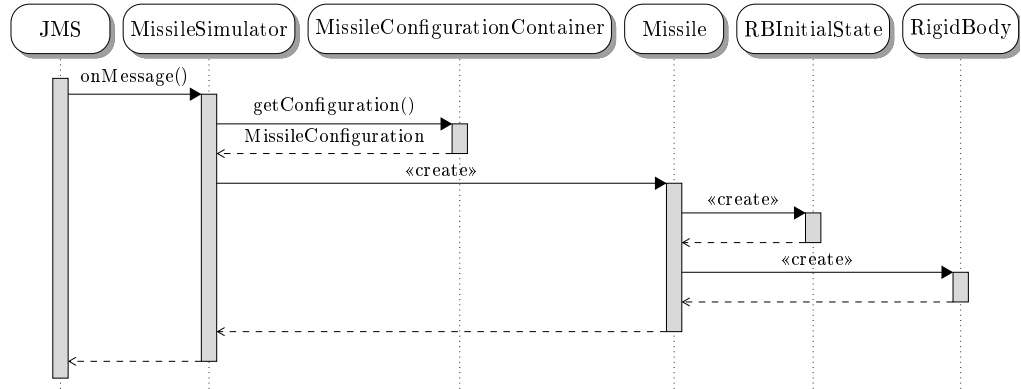 JMS
MissileSimulator
MissileConfigurationContainer
Missile
RBInitialState
RigidBody
onMessage()
getConfiguration()
MissileConfiguration
«create»
«create»
«create»